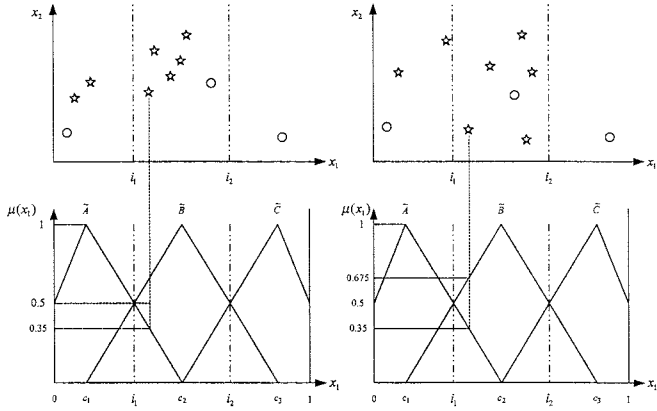 x₂
x₂
i₁
i₂
x₁
i₁
i₂
x₁
μ(x₁)
Ã
B̃
C̃
μ(x₁)
Ã
B̃
C̃
1
1
0.675
0.5
0.5
0.35
0.35
0
c₁
i₁
c₂
i₂
c₃
1
x₁
0
c₁
i₁
c₂
i₂
c₃
1
x₁